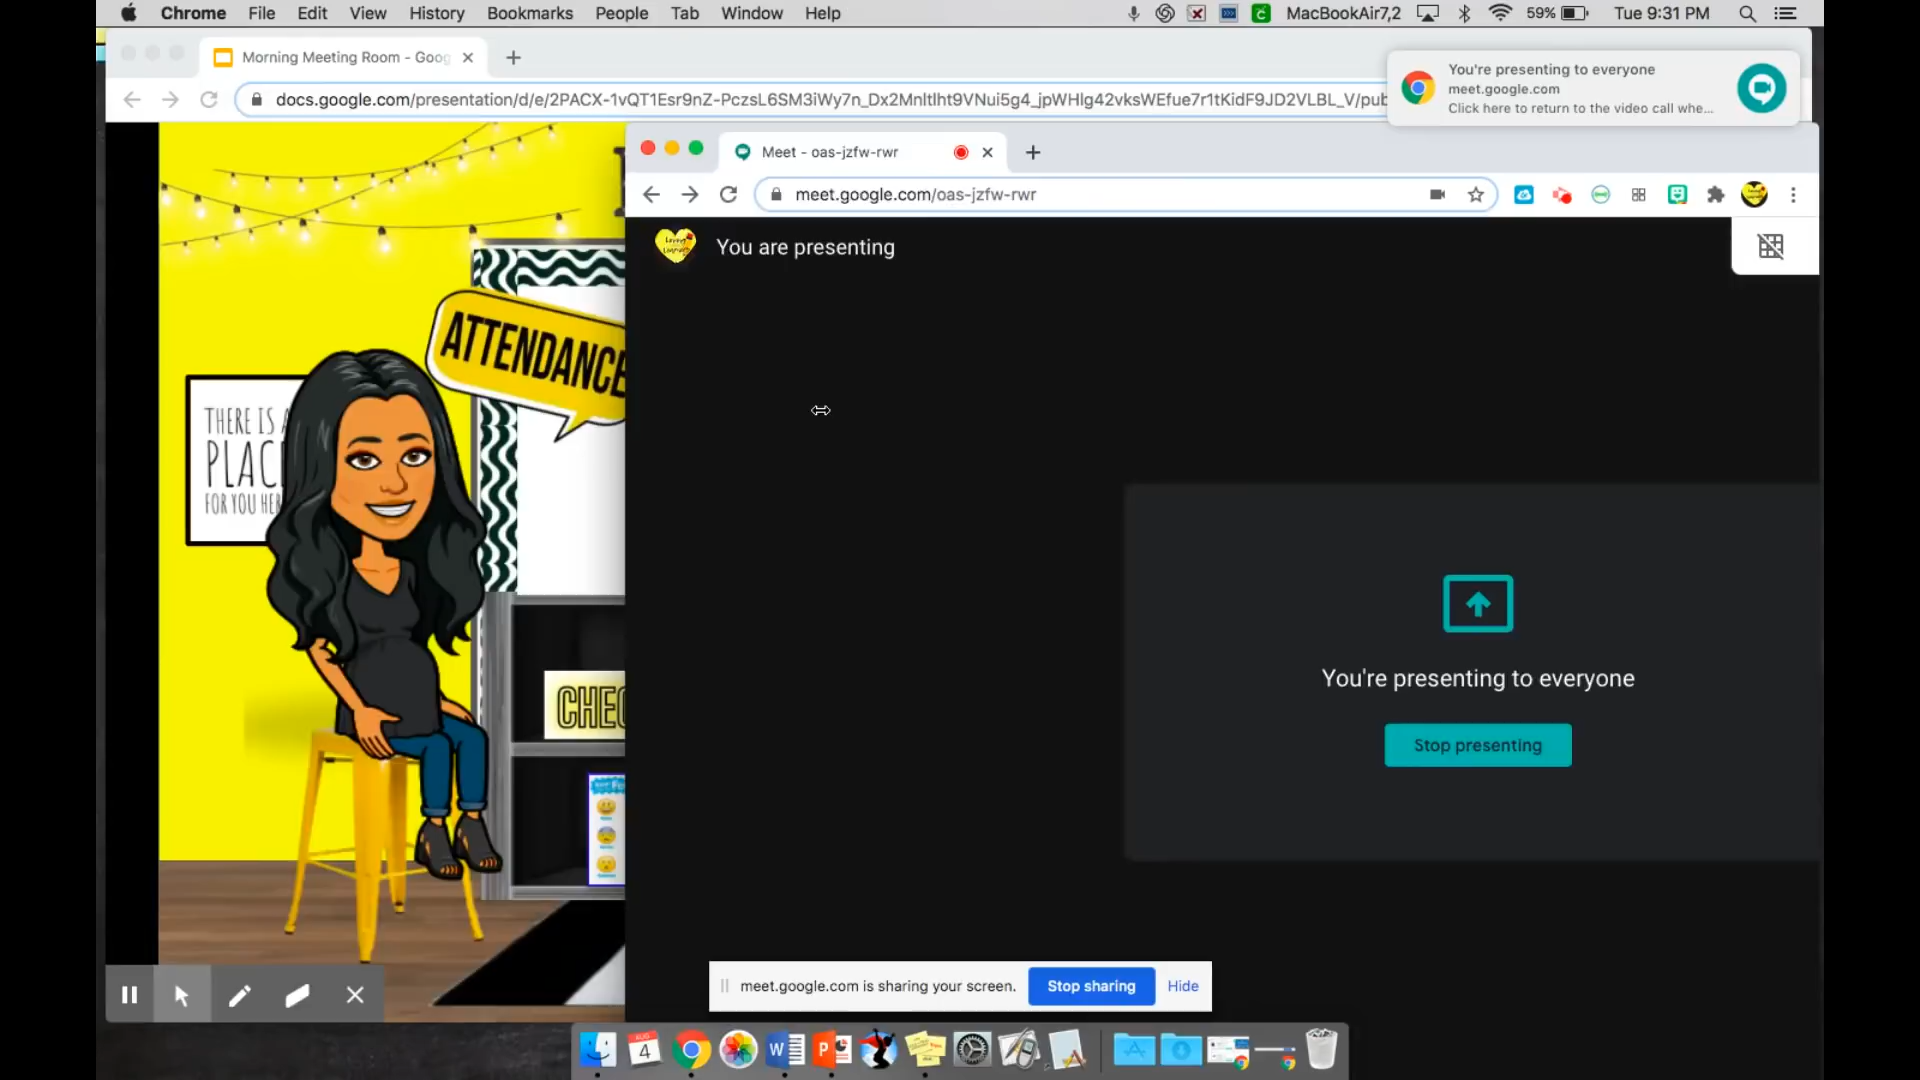 Chrome File Edit View History Bookmarks People Tab Window Help MacBookAir7,2 59% Tue 9:31 PM
Morning Meeting Room - Goog
docs.google.com/presentation/d/e/2PACX-1vQT1Esr9nZ-PczsL6SM3iWy7n_Dx2MnltIht9VNui5g4_jpWHIg42vksWEfue7r1tKidF9JD2VLBL_V/pub
You're presenting to everyone
meet.google.com
Click here to return to the video call whe...
Meet - oas-jzfw-rwr
meet.google.com/oas-jzfw-rwr
You are presenting
ATTENDANCE
THERE IS A
PLAC
FOR YOU HER
CHEC
You're presenting to everyone
Stop presenting
meet.google.com is sharing your screen. Stop sharing Hide
AUG
4
W
P